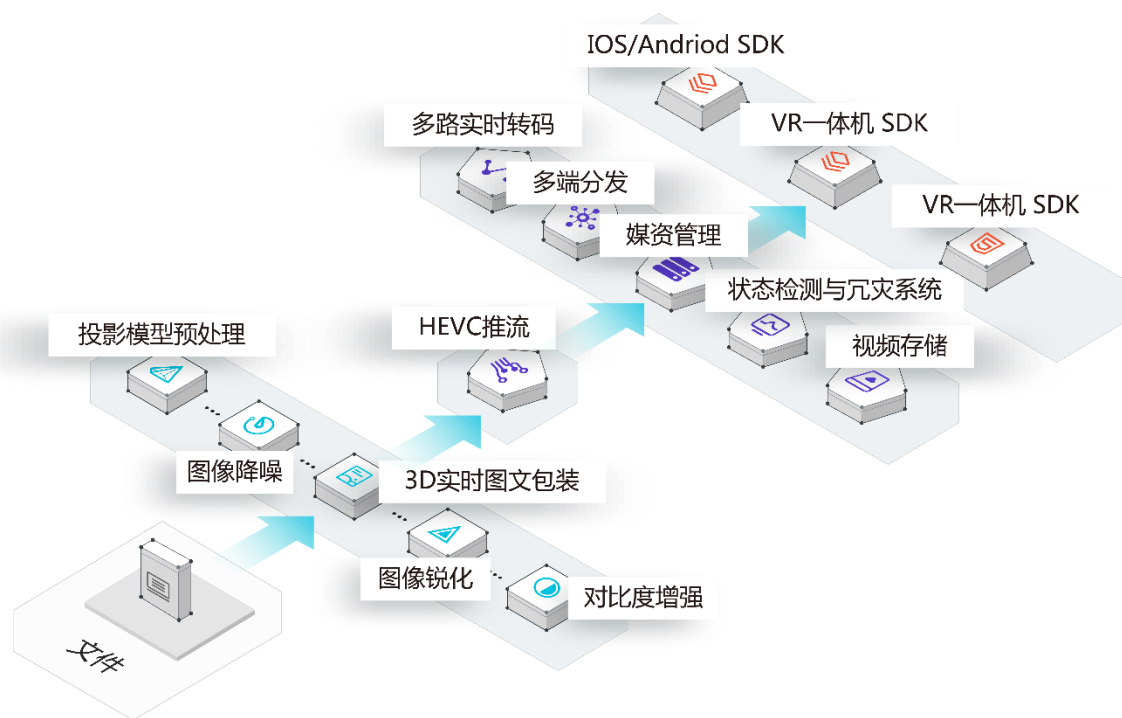 IOS/Andriod SDK
多路实时转码
VR一体机 SDK
多端分发
VR一体机 SDK
媒资管理
状态检测与冗灾系统
HEVC推流
投影模型预处理
视频存储
图像降噪
3D实时图文包装
图像锐化
对比度增强
文件
5